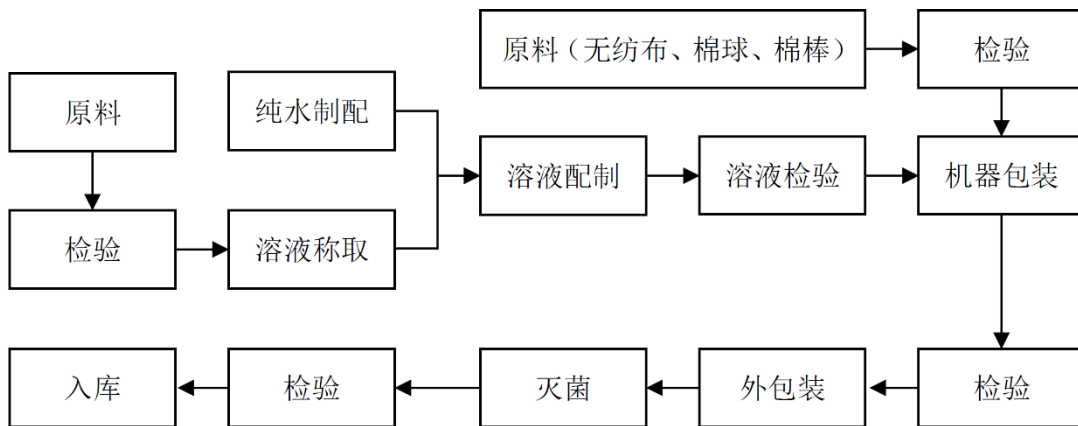 原料（无纺布、棉球、棉棒）
检验
原料
纯水制配
溶液配制
溶液检验
机器包装
检验
溶液称取
入库
检验
灭菌
外包装
检验